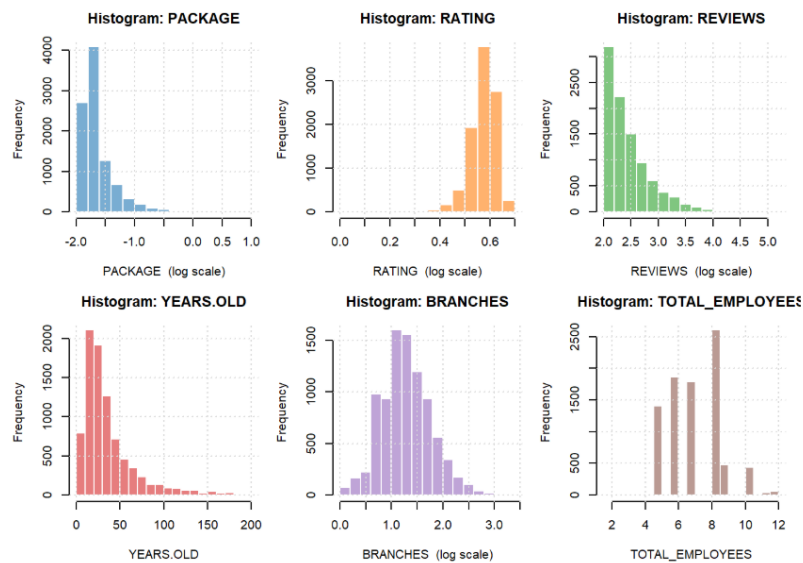 Histogram: PACKAGE
Frequency
0 1000 2000 3000 4000
-2.0 -1.0 0.0 0.5 1.0
PACKAGE (log scale)
Histogram: RATING
Frequency
0 1000 2000 3000
0.0 0.2 0.4 0.6
RATING (log scale)
Histogram: REVIEWS
Frequency
0 500 1500 2500
2.0 2.5 3.0 3.5 4.0 4.5 5.0
REVIEWS (log scale)
Histogram: YEARS.OLD
Frequency
0 500 1000 1500 2000
0 50 100 150 200
YEARS.OLD
Histogram: BRANCHES
Frequency
0 500 1000 1500
0.0 1.0 2.0 3.0
BRANCHES (log scale)
Histogram: TOTAL_EMPLOYEES
Frequency
0 500 1500 2500
2 4 6 8 10 12
TOTAL_EMPLOYEES